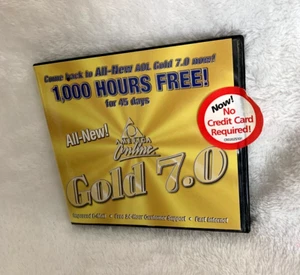 Come back to All-New AOL Gold 7.0 now!
1,000 HOURS FREE!
for 45 days
Now!
No
Credit Card
Required!
All-New!
AMERICA
Online
Gold 7.0
Improved E-Mail • Free 24-Hour Customer Support • Fast Internet